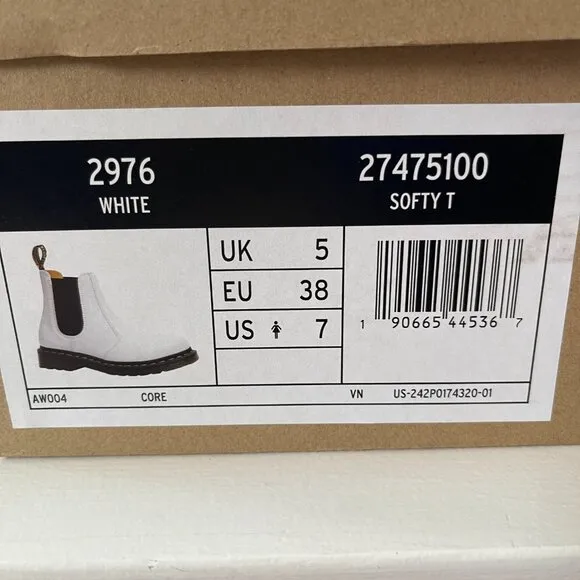 2976
WHITE
27475100
SOFTY T
UK 5
EU 38
US 7
1 90665 44536 7
AW004 CORE VN US-242P0174320-01